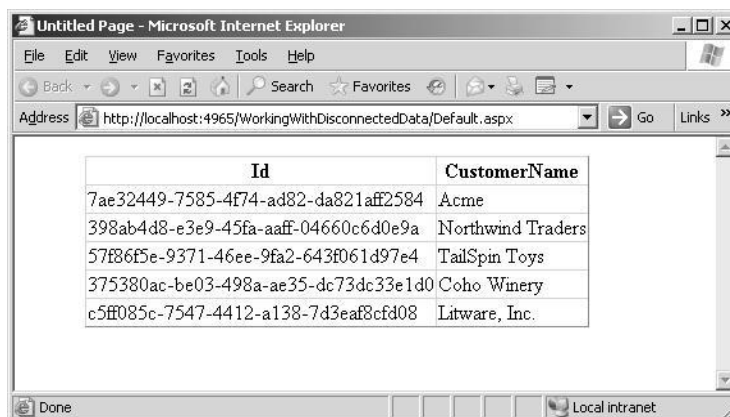 Untitled Page - Microsoft Internet Explorer
File Edit View Favorites Tools Help
Back Search Favorites
Address http://localhost:4965/WorkingWithDisconnectedData/Default.aspx Go Links »
Id CustomerName
7ae32449-7585-4f74-ad82-da821aff2584 Acme
398ab4d8-e3e9-45fa-aaff-04660c6d0e9a Northwind Traders
57f86f5e-9371-46ee-9fa2-643f061d97e4 TailSpin Toys
375380ac-be03-498a-ae35-dc73dc33e1d0 Coho Winery
c5ff085c-7547-4412-a138-7d3eaf8cfd08 Litware, Inc.
Done Local intranet